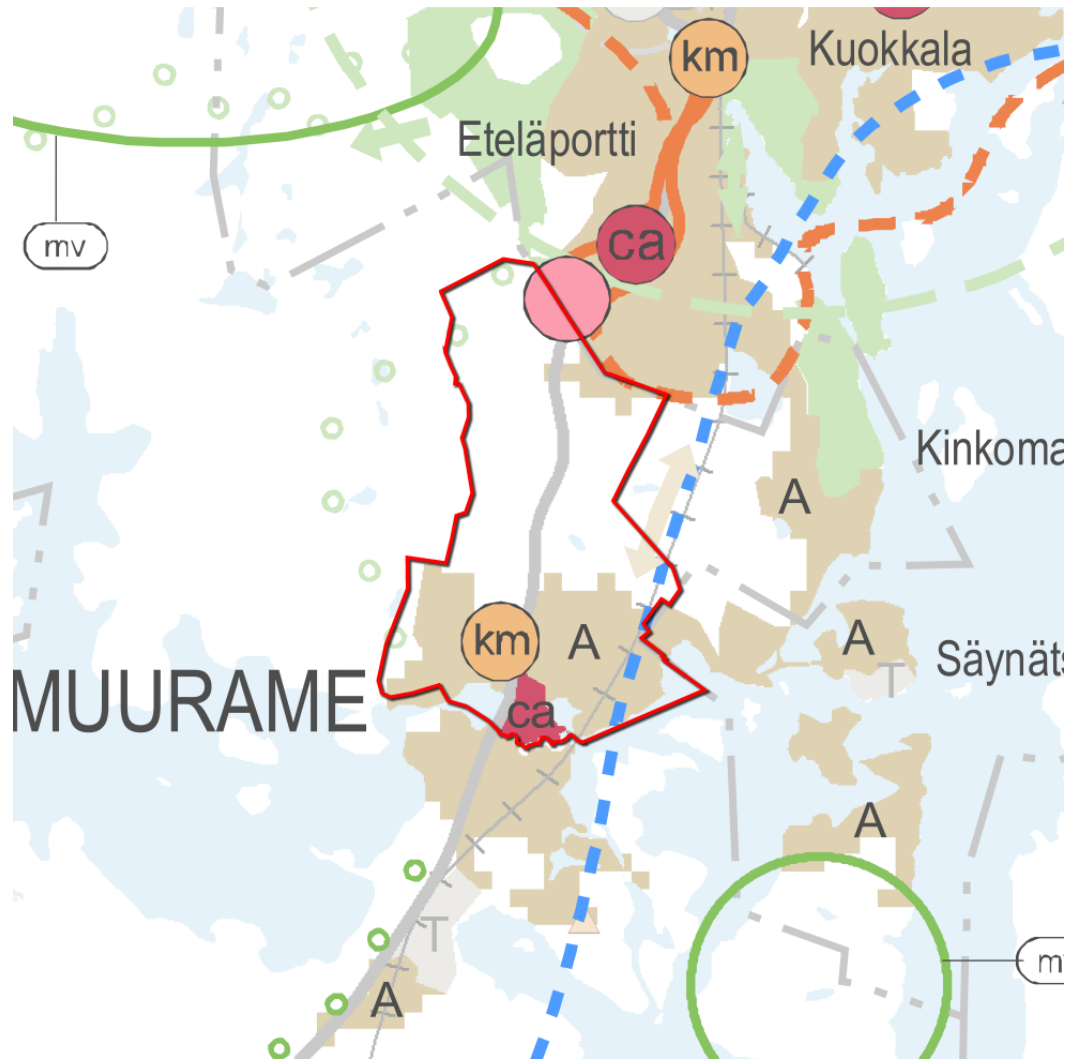 Kuokkala
km
Eteläportti
ca
mv
Kinkoma
A
km
A
A
Säynäts
T
MUURAME
ca
A
T
A